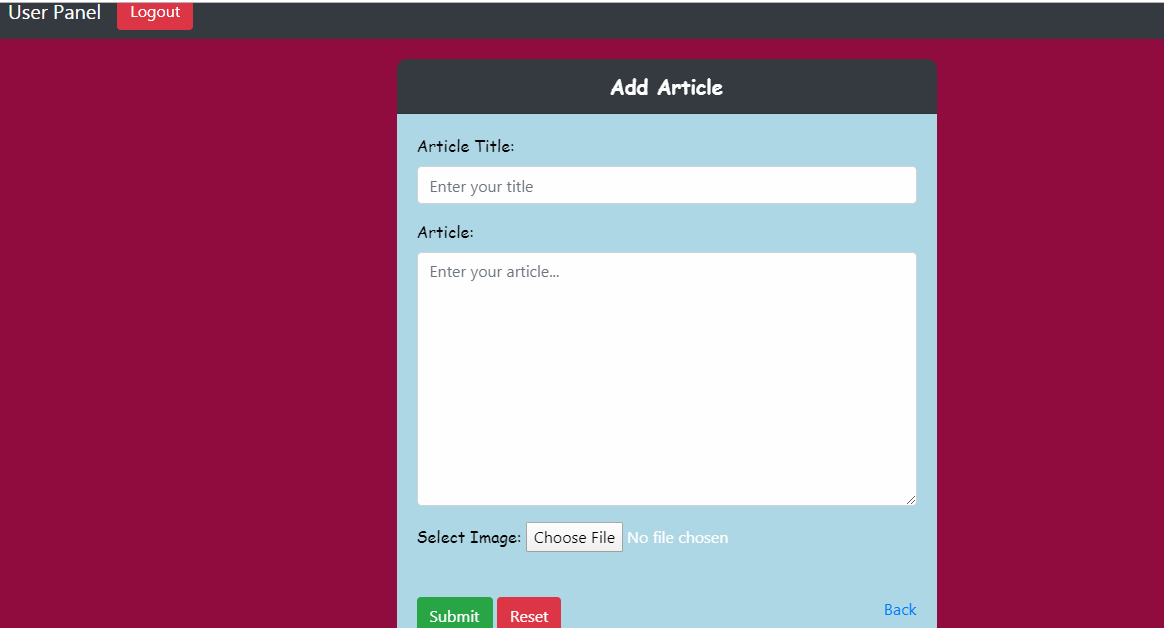 User Panel Logout
Add Article
Article Title:
Enter your title
Article:
Enter your article...
Select Image: Choose File No file chosen
Submit Reset Back